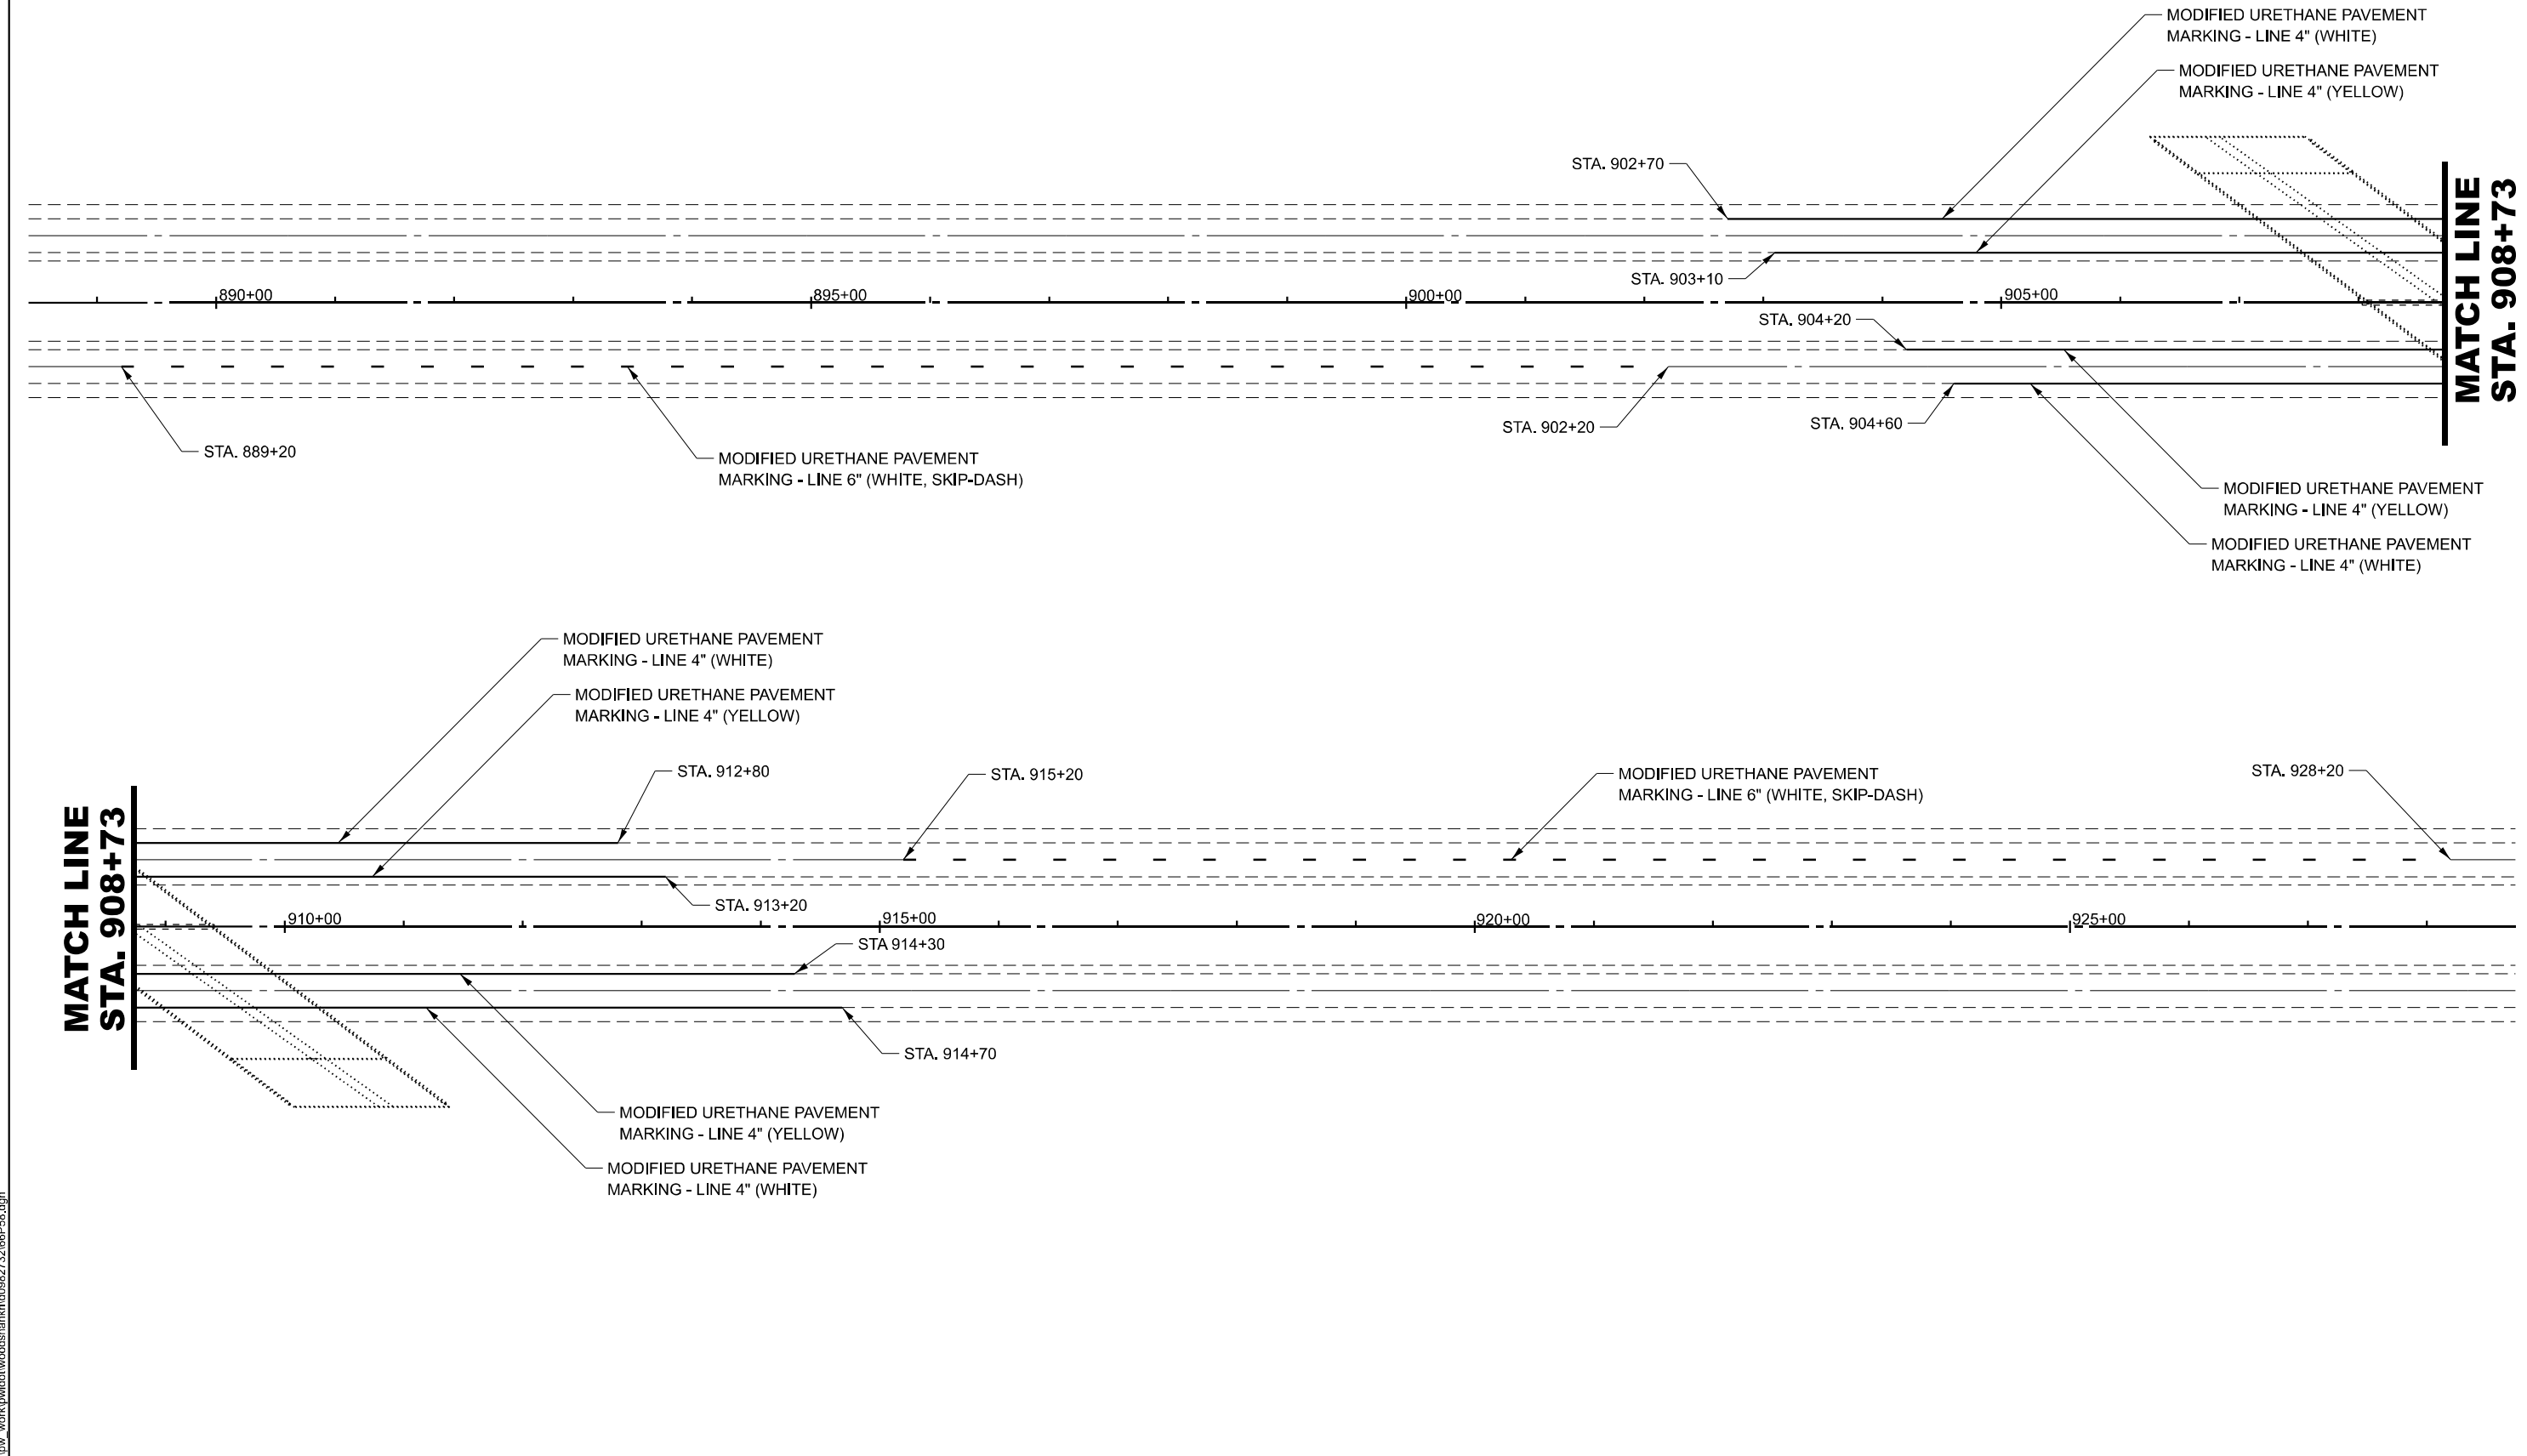 MODIFIED URETHANE PAVEMENT
MARKING - LINE 4" (WHITE)
MODIFIED URETHANE PAVEMENT
MARKING - LINE 4" (YELLOW)
STA. 902+70
STA. 903+10
890+00
895+00
900+00
905+00
STA. 904+20
MATCH LINE
STA. 908+73
STA. 889+20
MODIFIED URETHANE PAVEMENT
MARKING - LINE 6" (WHITE, SKIP-DASH)
STA. 902+20
STA. 904+60
MODIFIED URETHANE PAVEMENT
MARKING - LINE 4" (YELLOW)
MODIFIED URETHANE PAVEMENT
MARKING - LINE 4" (WHITE)
MODIFIED URETHANE PAVEMENT
MARKING - LINE 4" (WHITE)
MODIFIED URETHANE PAVEMENT
MARKING - LINE 4" (YELLOW)
STA. 912+80
STA. 915+20
MODIFIED URETHANE PAVEMENT
MARKING - LINE 6" (WHITE, SKIP-DASH)
STA. 928+20
MATCH LINE
STA. 908+73
STA. 913+20
910+00
915+00
920+00
925+00
STA 914+30
STA. 914+70
MODIFIED URETHANE PAVEMENT
MARKING - LINE 4" (YELLOW)
MODIFIED URETHANE PAVEMENT
MARKING - LINE 4" (WHITE)